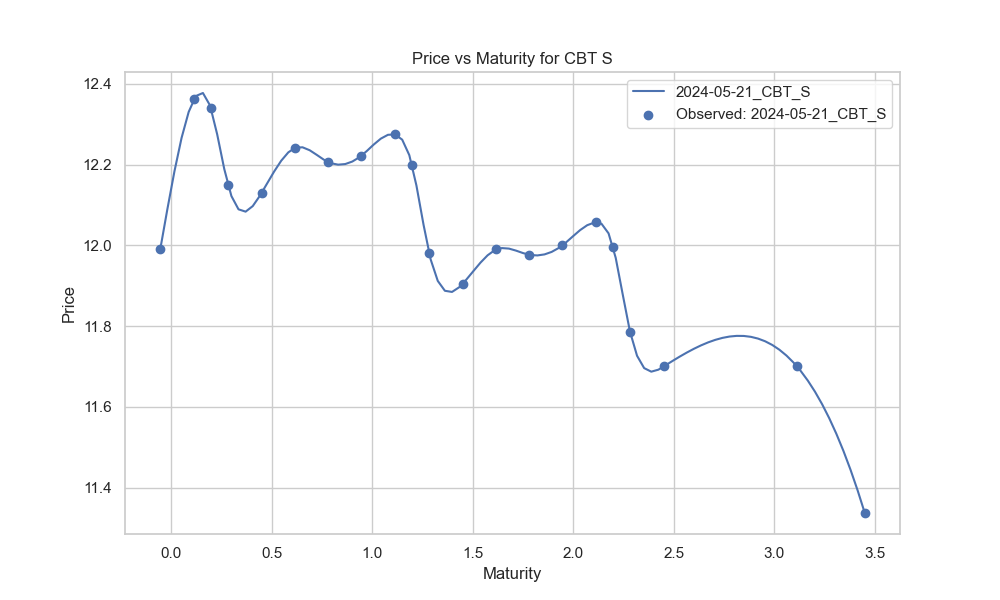 Price vs Maturity for CBT S
2024-05-21_CBT_S
Observed: 2024-05-21_CBT_S
Price
12.4
12.2
12.0
11.8
11.6
11.4
0.0 0.5 1.0 1.5 2.0 2.5 3.0 3.5
Maturity